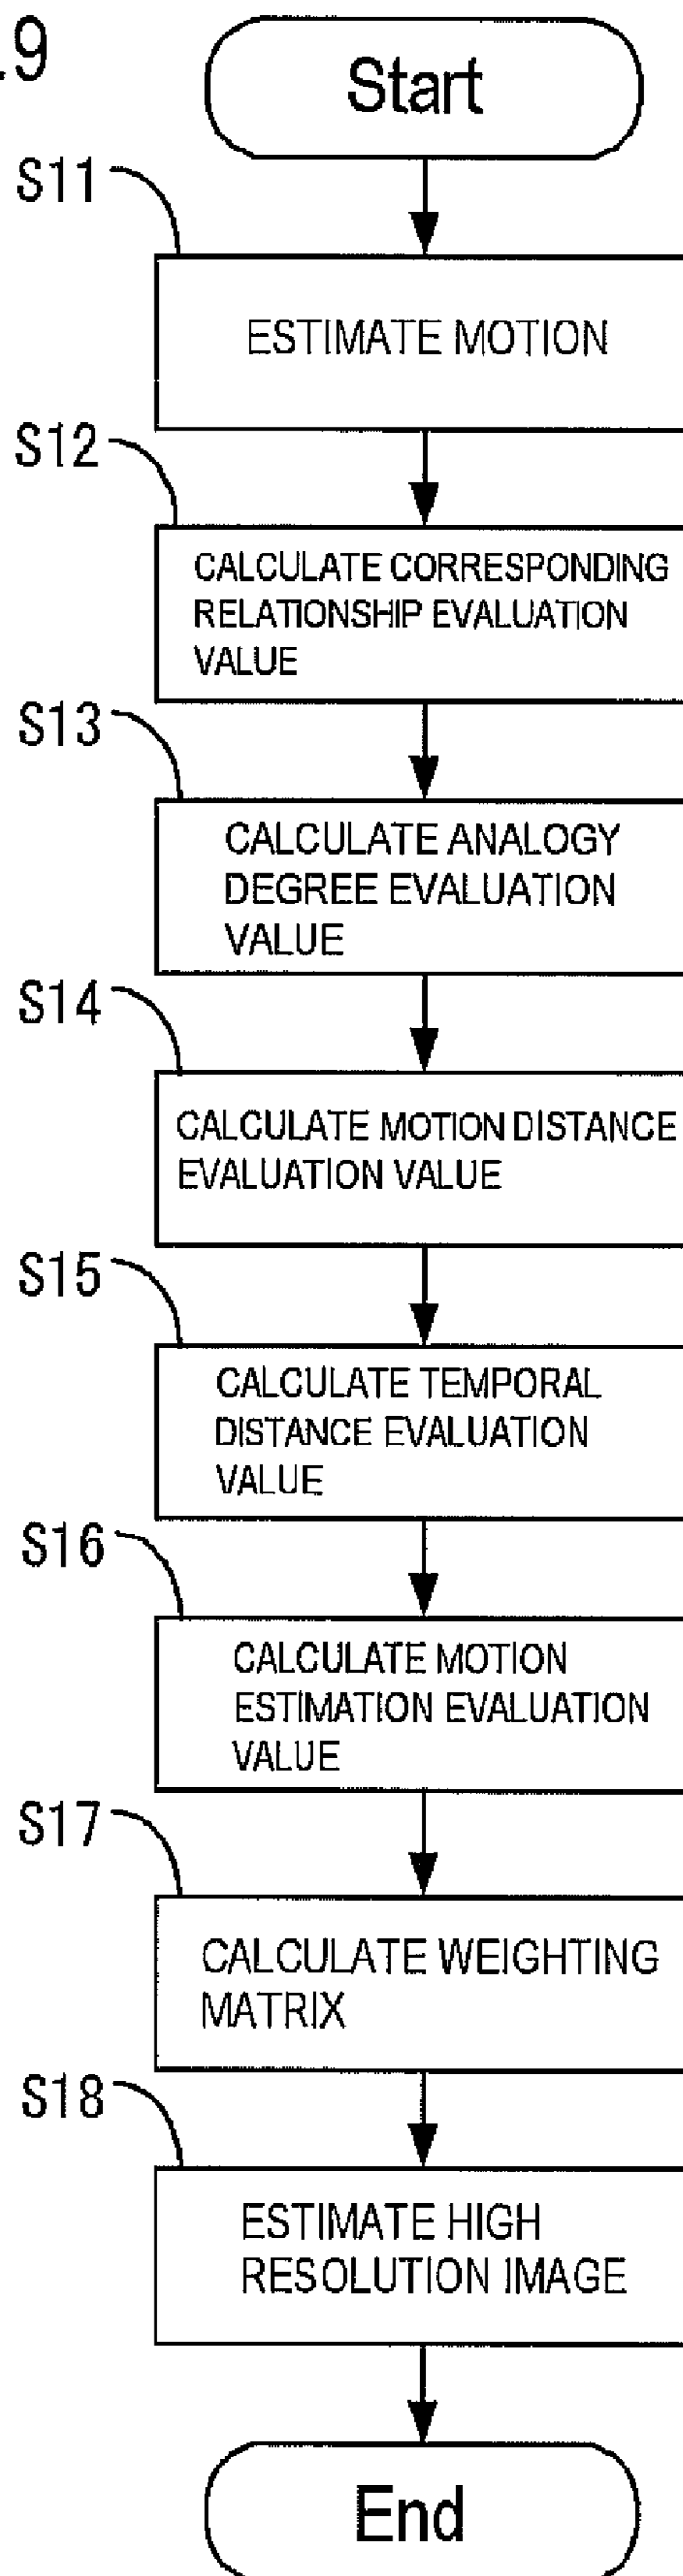 .9
Start
S11
ESTIMATE MOTION
S12
CALCULATE CORRESPONDING
RELATIONSHIP EVALUATION
VALUE
S13
CALCULATE ANALOGY
DEGREE EVALUATION
VALUE
S14
CALCULATE MOTION DISTANCE
EVALUATION VALUE
S15
CALCULATE TEMPORAL
DISTANCE EVALUATION
VALUE
S16
CALCULATE MOTION
ESTIMATION EVALUATION
VALUE
S17
CALCULATE WEIGHTING
MATRIX
S18
ESTIMATE HIGH
RESOLUTION IMAGE
End